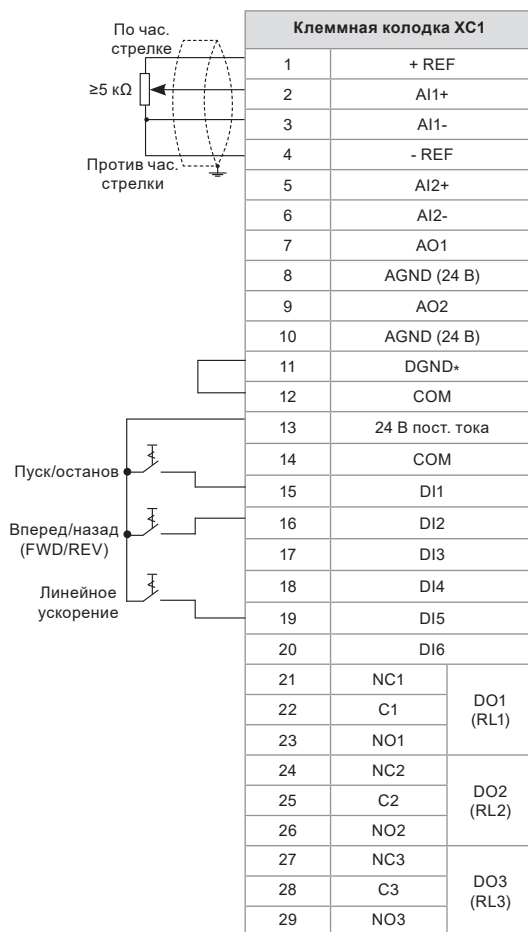 По час.
стрелке
≥5 кΩ
Против час.
стрелки
Клеммная колодка XC1
1 + REF
2 AI1+
3 AI1-
4 - REF
5 AI2+
6 AI2-
7 AO1
8 AGND (24 В)
9 AO2
10 AGND (24 В)
11 DGND*
12 COM
13 24 В пост. тока
14 COM
Пуск/останов
15 DI1
16 DI2
Вперед/назад
(FWD/REV)
17 DI3
18 DI4
Линейное
ускорение
19 DI5
20 DI6
21 NC1
22 C1
23 NO1
DO1
(RL1)
24 NC2
25 C2
26 NO2
DO2
(RL2)
27 NC3
28 C3
29 NO3
DO3
(RL3)